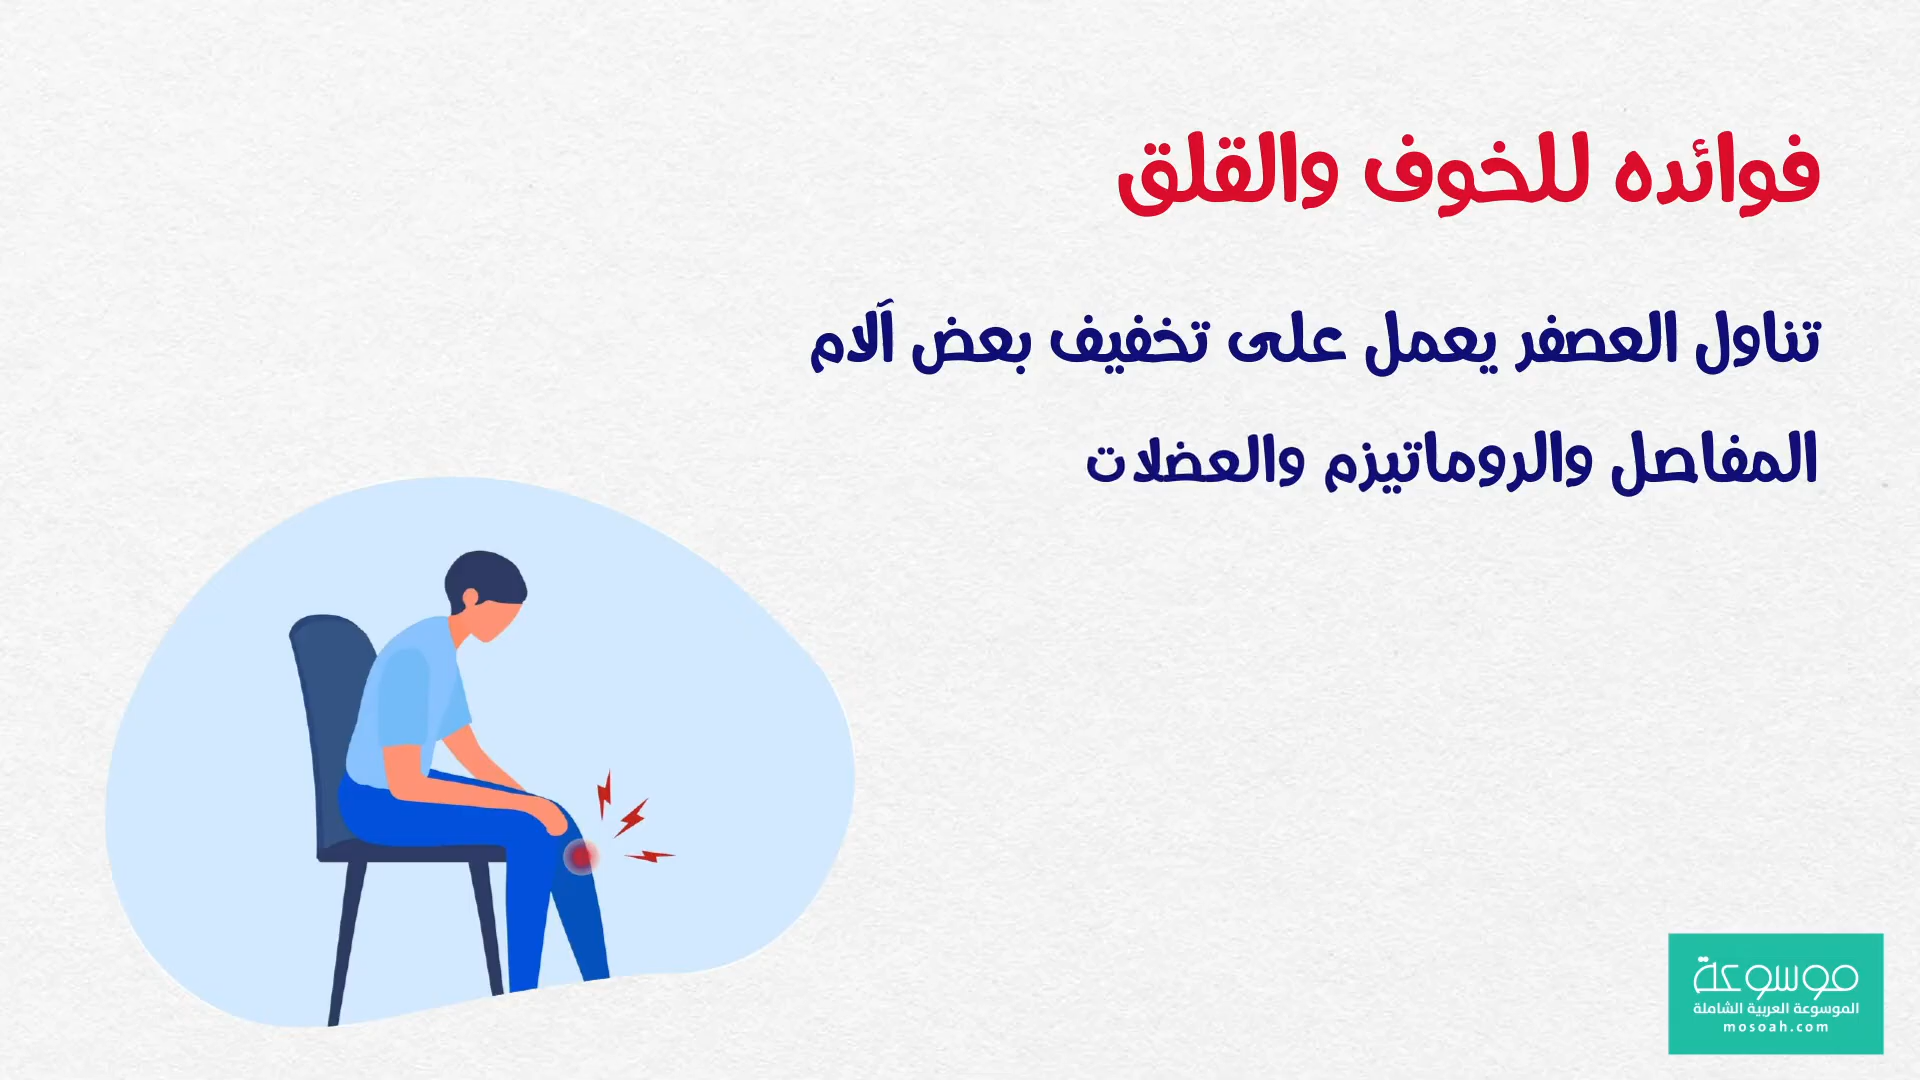 فوائده للخوف والقلق
تناول العصفر يعمل على تخفيف بعض آلام
المفاصل والروماتيزم والعضلات
موسوعة
الموسوعة العربية الشاملة
mosoah.com